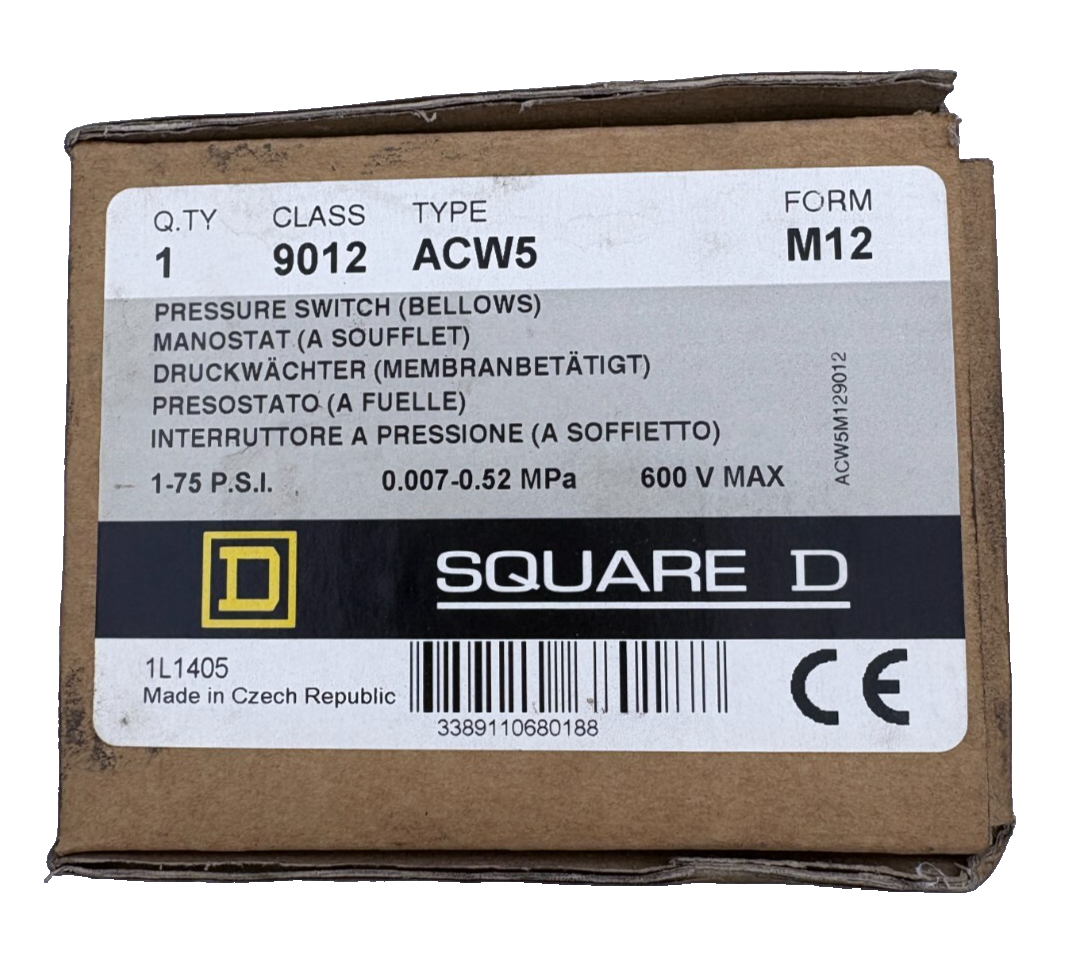 Q.TY CLASS TYPE FORM
1 9012 ACW5 M12
PRESSURE SWITCH (BELLOWS)
MANOSTAT (A SOUFFLET)
DRUCKWÄCHTER (MEMBRANBETÄTIGT)
PRESOSTATO (A FUELLE)
INTERRUTTORE A PRESSIONE (A SOFFIETTO)
1-75 P.S.I. 0.007-0.52 MPa 600 V MAX
ACW5M129012
D SQUARE D
1L1405
Made in Czech Republic
3389110680188
CE